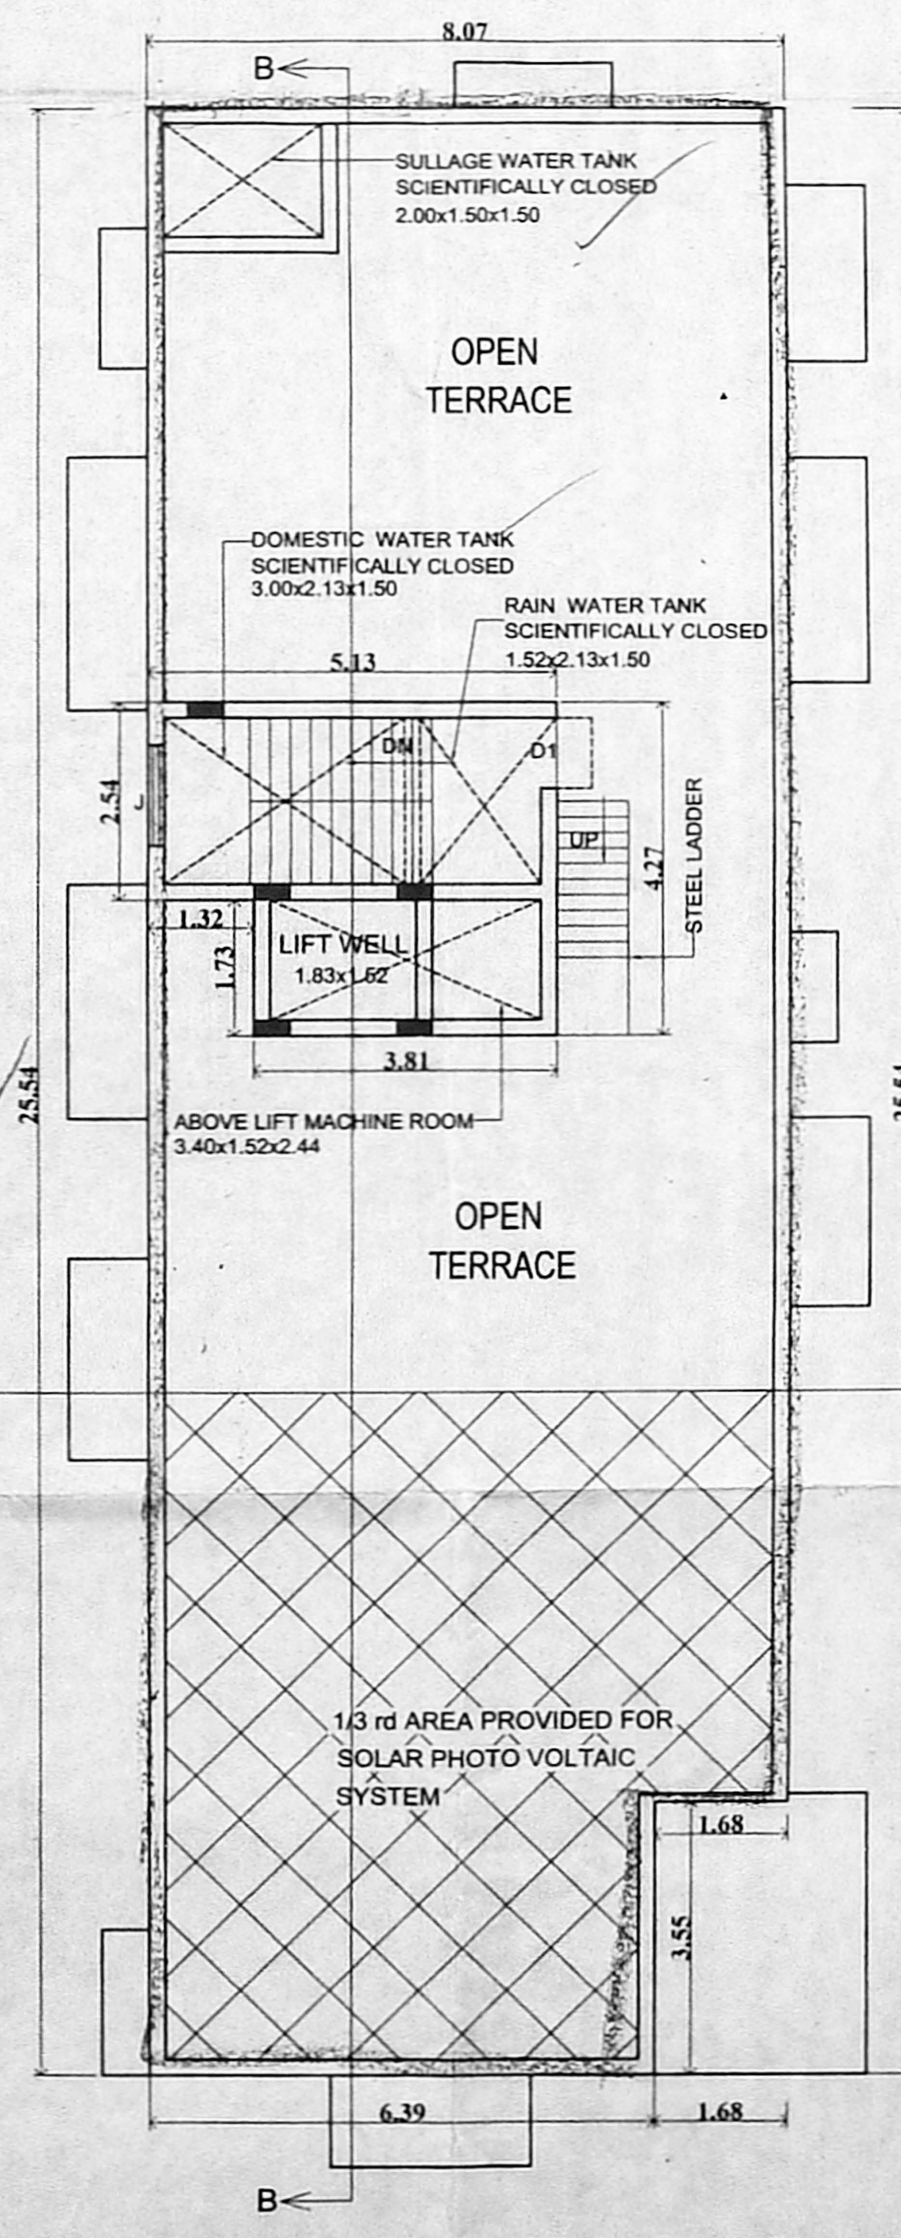 8.07
B
SULLAGE WATER TANK
SCIENTIFICALLY CLOSED
2.00x1.50x1.50
OPEN
TERRACE
DOMESTIC WATER TANK
SCIENTIFICALLY CLOSED
3.00x2.13x1.50
RAIN WATER TANK
SCIENTIFICALLY CLOSED
1.52x2.13x1.50
5.13
DN
D1
2.54
UP
4.27
STEEL LADDER
1.32
1.73
LIFT WELL
1.83x1.52
3.81
25.54
25.54
ABOVE LIFT MACHINE ROOM
3.40x1.52x2.44
OPEN
TERRACE
1/3 rd AREA PROVIDED FOR
SOLAR PHOTO VOLTAIC
SYSTEM
1.68
3.55
6.39
1.68
B